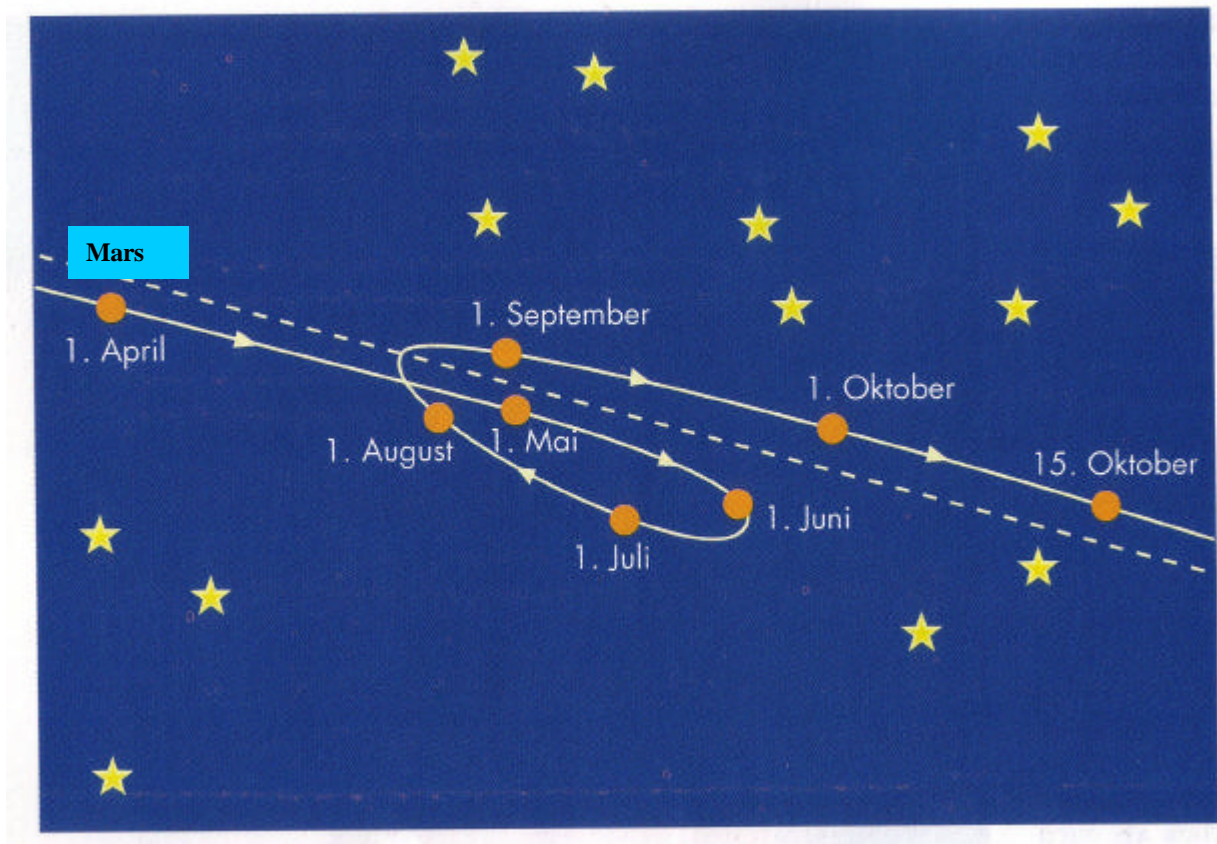 Mars
1. April
1. September
1. Oktober
1. August
1. Mai
15. Oktober
1. Juni
1. Juli